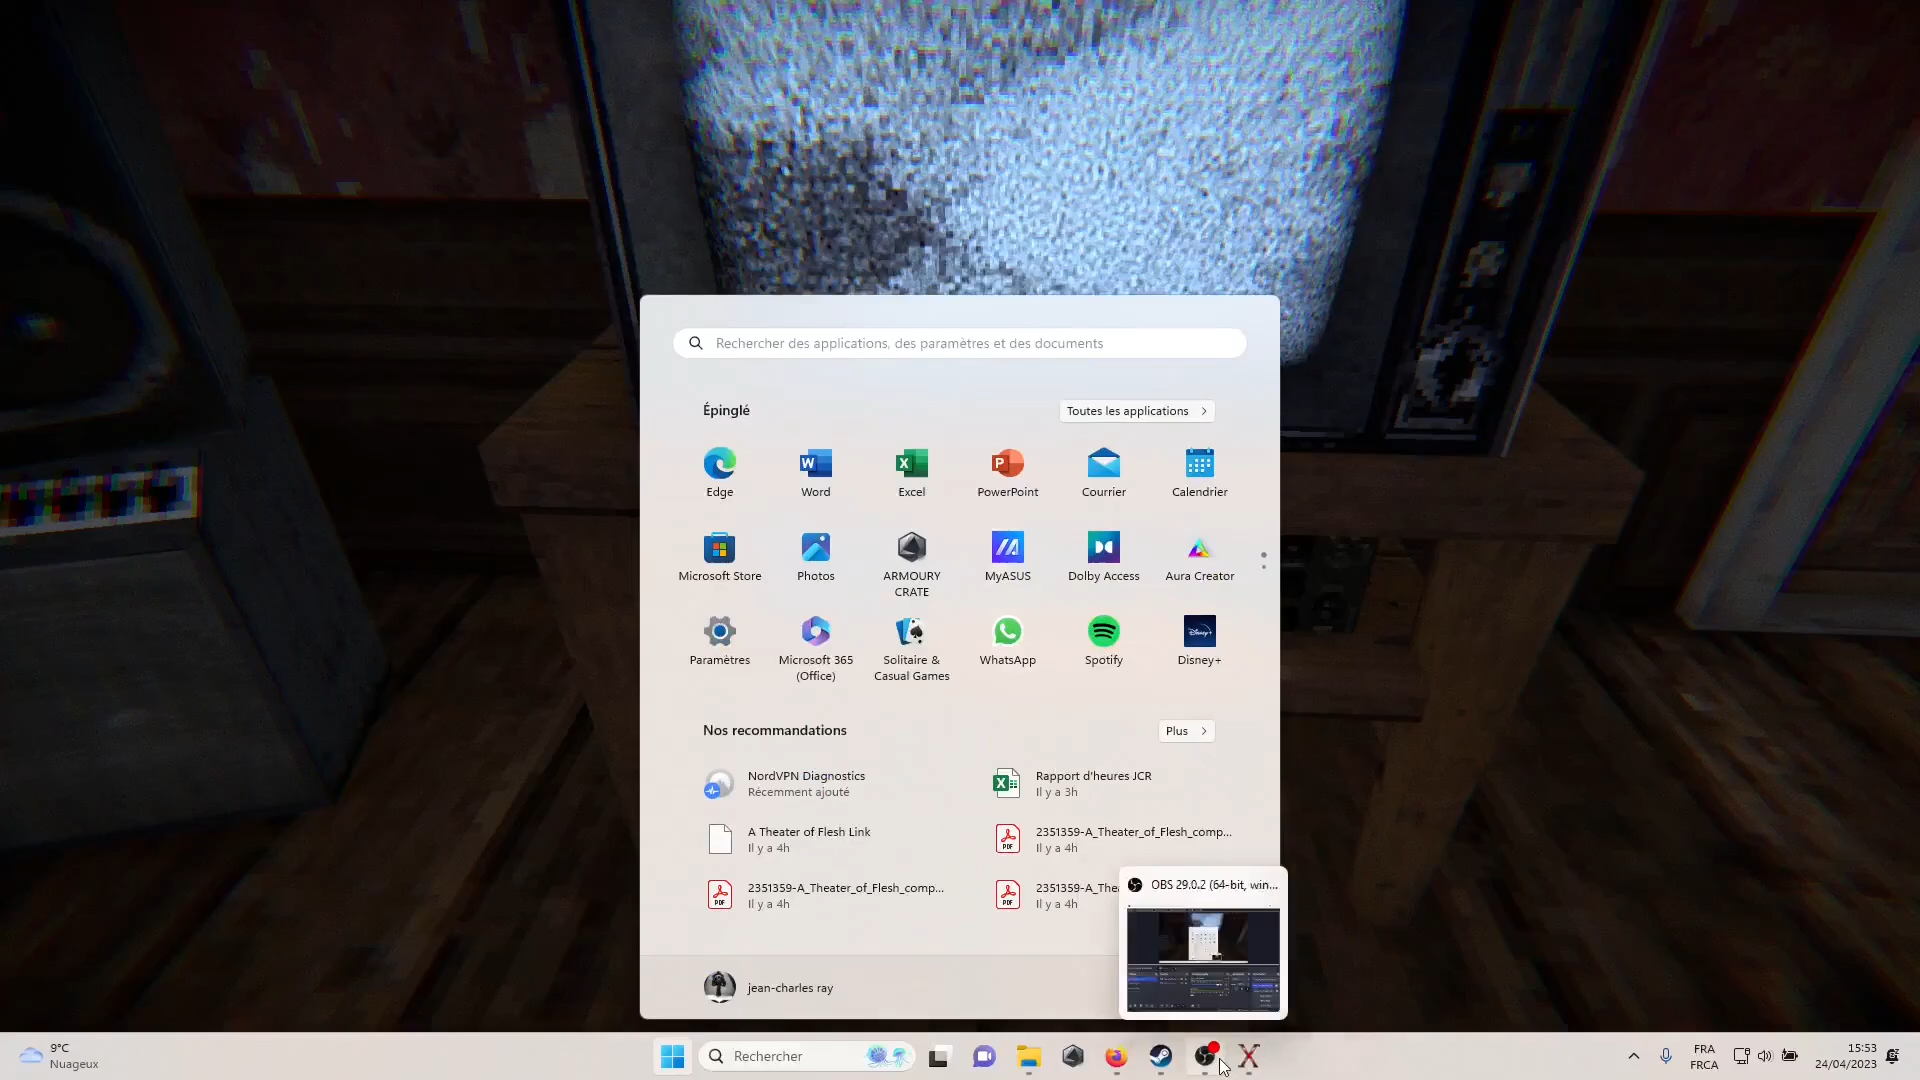 Rechercher des applications, des paramètres et des documents
Épinglé
Toutes les applications
Edge
Word
Excel
PowerPoint
Courrier
Calendrier
Microsoft Store
Photos
ARMOURY
CRATE
MyASUS
Dolby Access
Aura Creator
Paramètres
Microsoft 365
(Office)
Solitaire &
Casual Games
WhatsApp
Spotify
Disney+
Nos recommandations
Plus
NordVPN Diagnostics
Récemment ajouté
Rapport d'heures JCR
Il y a 3h
A Theater of Flesh Link
Il y a 4h
2351359-A_Theater_of_Flesh_comp...
Il y a 4h
2351359-A_Theater_of_Flesh_comp...
Il y a 4h
2351359-A_The
Il y a 4h
OBS 29.0.2 (64-bit, win...
jean-charles ray
9°C
Nuageux
Rechercher
FRA
FRCA
15:53
24/04/2023